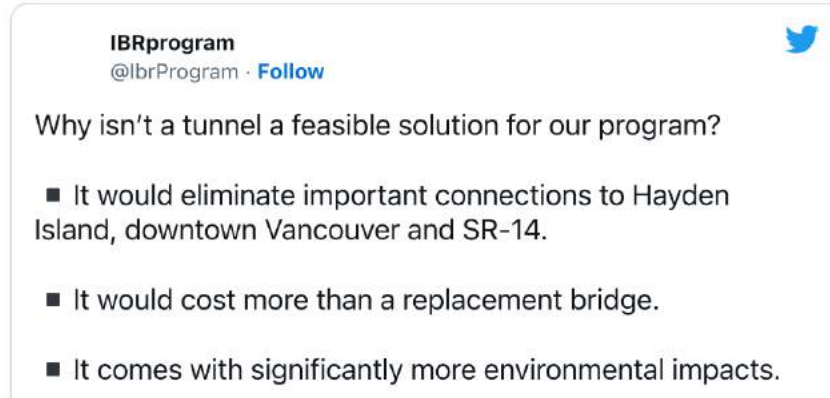 IBRprogram
@IbrProgram · Follow
Why isn't a tunnel a feasible solution for our program?
▪ It would eliminate important connections to Hayden
Island, downtown Vancouver and SR-14.
▪ It would cost more than a replacement bridge.
▪ It comes with significantly more environmental impacts.